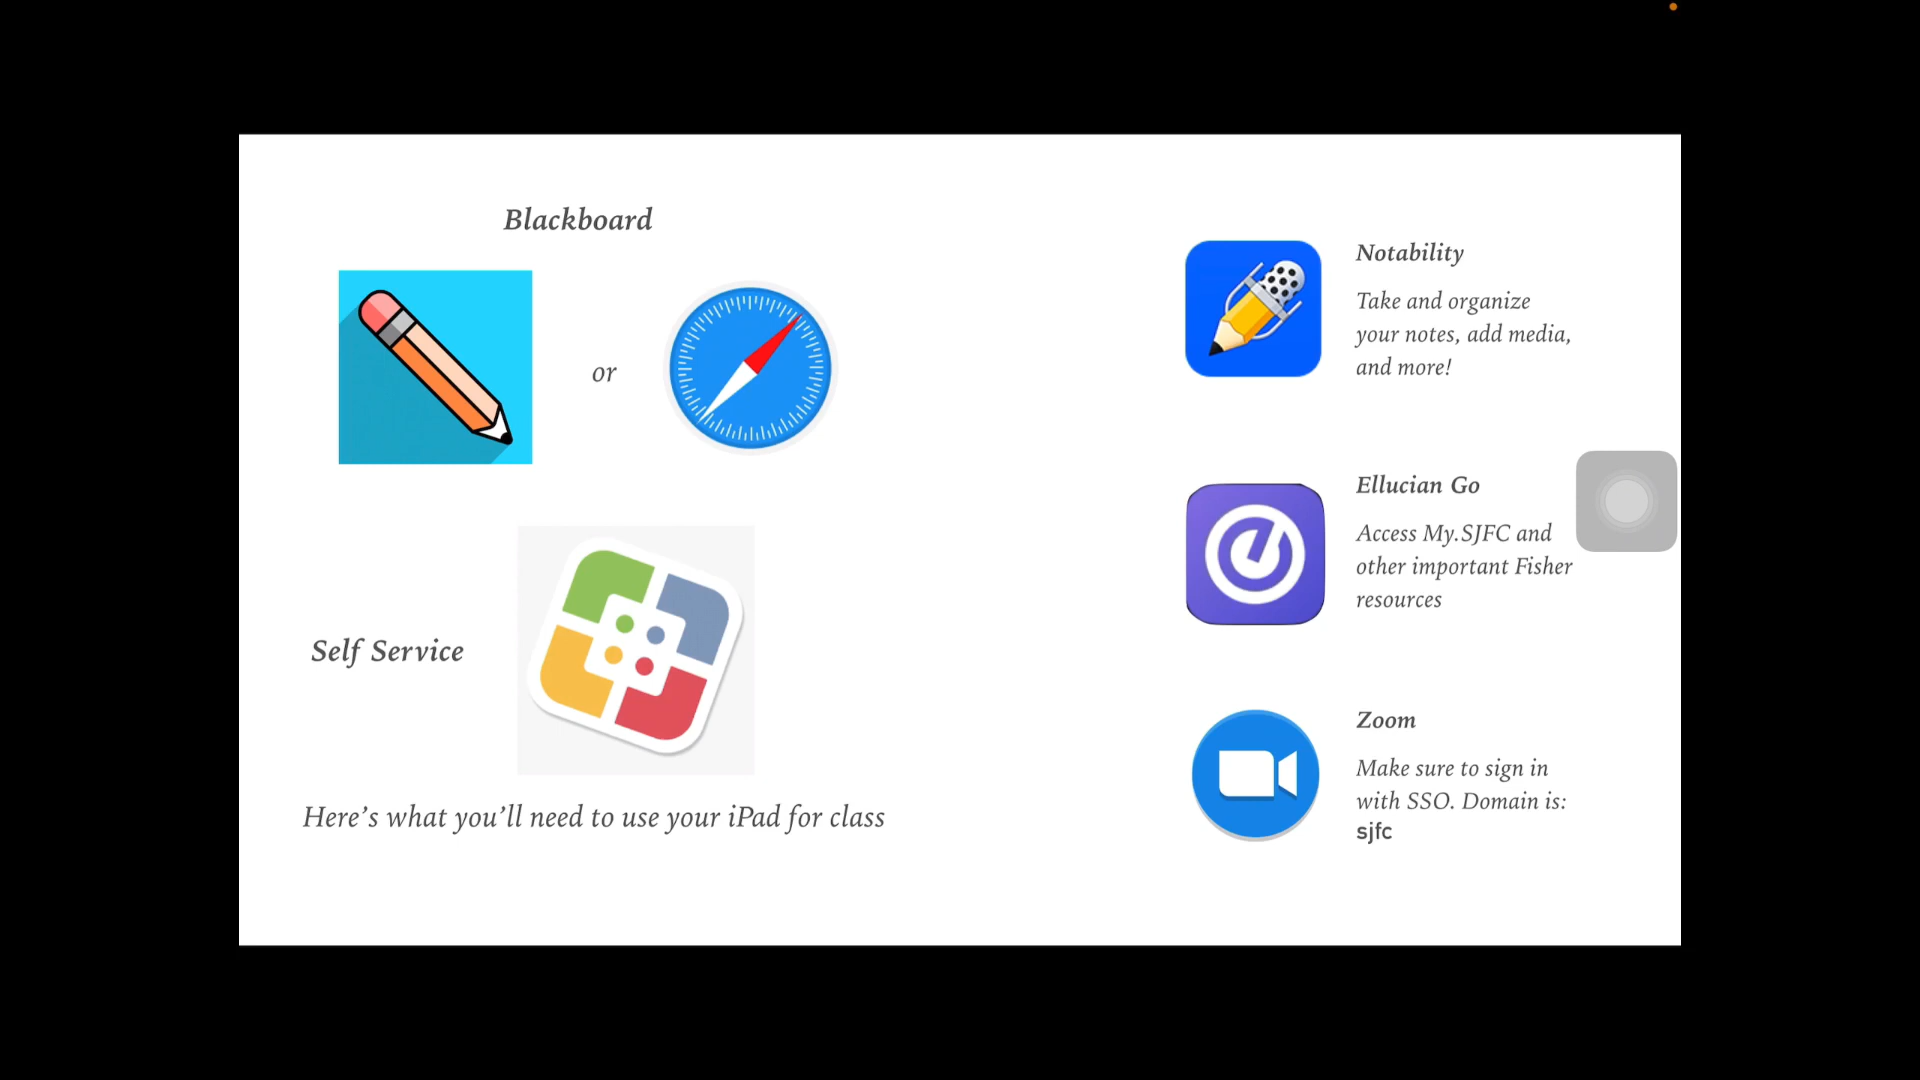 Blackboard
or
Self Service
Here’s what you’ll need to use your iPad for class
Notability
Take and organize
your notes, add media,
and more!
Ellucian Go
Access My.SJFC and
other important Fisher
resources
Zoom
Make sure to sign in
with SSO. Domain is:
sjfc